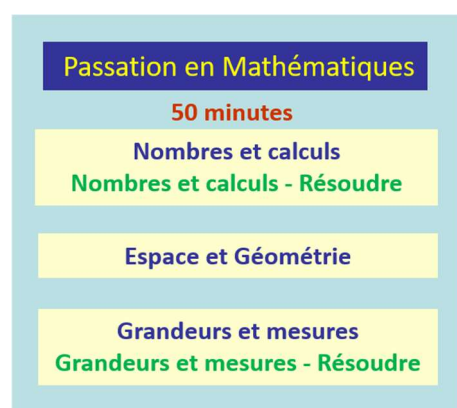 Passation en Mathématiques
50 minutes
Nombres et calculs
Nombres et calculs - Résoudre
Espace et Géométrie
Grandeurs et mesures
Grandeurs et mesures - Résoudre